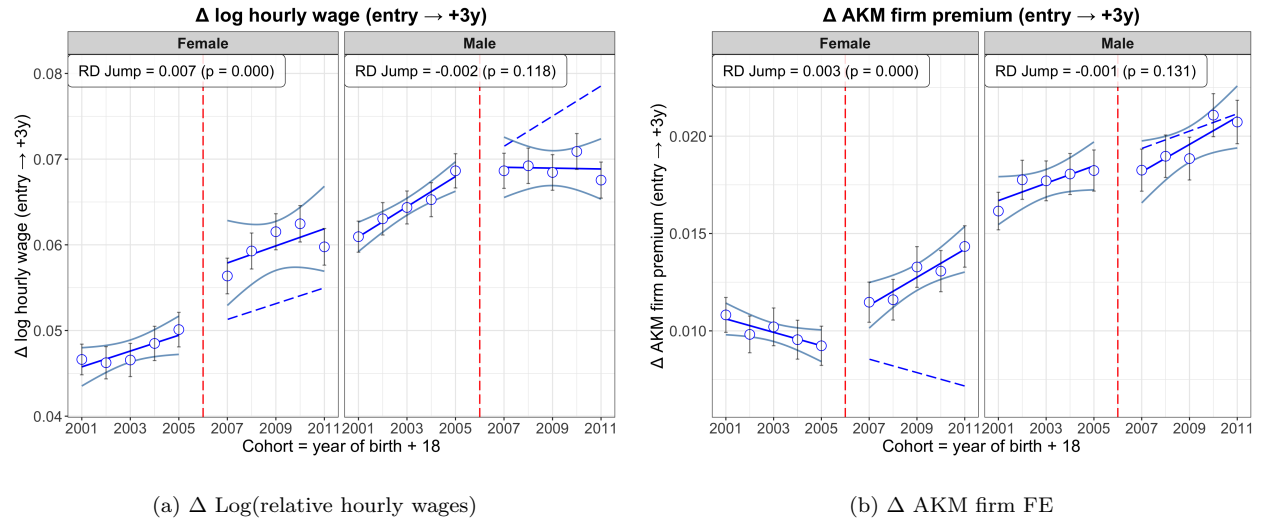 Δ log hourly wage (entry → +3y)
Female
Male
RD Jump = 0.007 (p = 0.000)
RD Jump = -0.002 (p = 0.118)
Δ log hourly wage (entry → +3y)
0.08
0.07
0.06
0.05
0.04
2001 2003 2005 2007 2009 2011 2001 2003 2005 2007 2009 2011
Cohort = year of birth + 18
(a) Δ Log(relative hourly wages)
Δ AKM firm premium (entry → +3y)
Female
Male
RD Jump = 0.003 (p = 0.000)
RD Jump = -0.001 (p = 0.131)
Δ AKM firm premium (entry → +3y)
0.020
0.015
0.010
2001 2003 2005 2007 2009 2011 2001 2003 2005 2007 2009 2011
Cohort = year of birth + 18
(b) Δ AKM firm FE